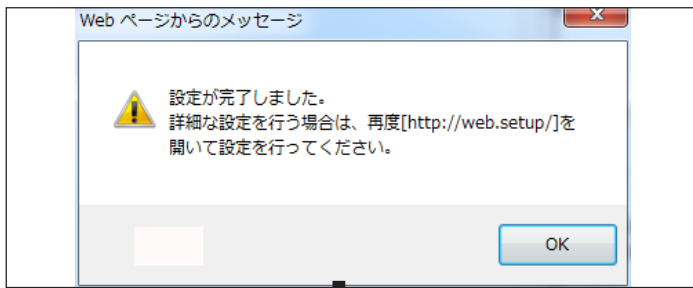 Web ページからのメッセージ
設定が完了しました。
詳細な設定を行う場合は、再度[http://web.setup/]を
開いて設定を行ってください。
OK